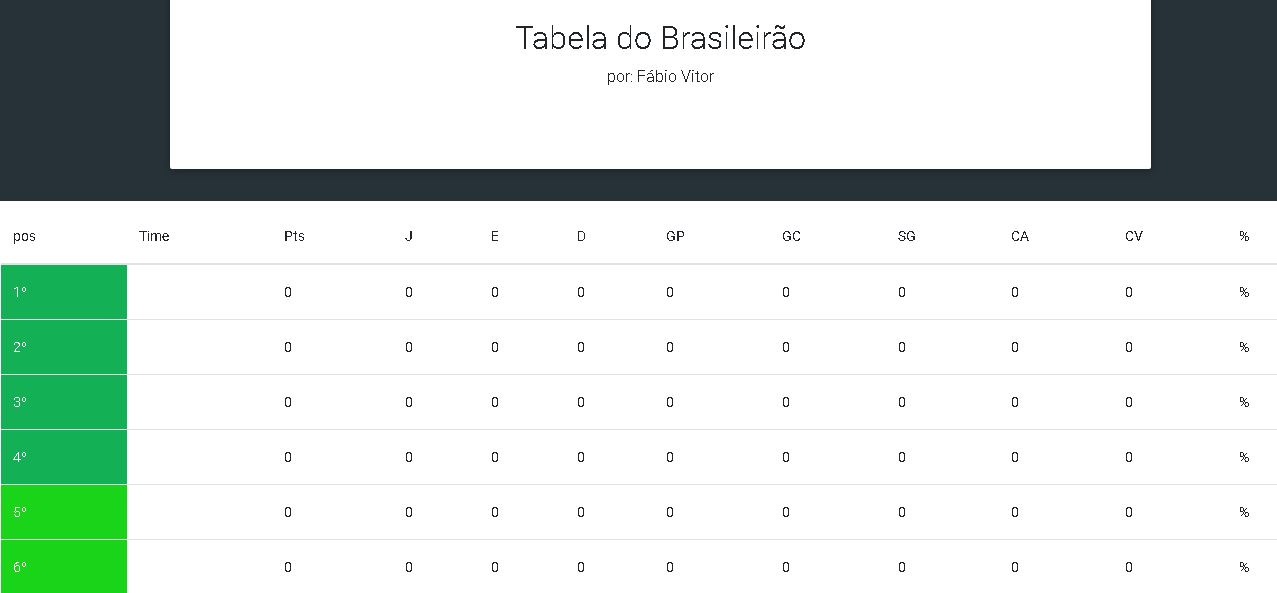 Tabela do Brasileirão
por: Fábio Vitor
pos Time Pts J E D GP GC SG CA CV %
1º 0 0 0 0 0 0 0 0 0 %
2º 0 0 0 0 0 0 0 0 0 %
3º 0 0 0 0 0 0 0 0 0 %
4º 0 0 0 0 0 0 0 0 0 %
5º 0 0 0 0 0 0 0 0 0 %
6º 0 0 0 0 0 0 0 0 0 %